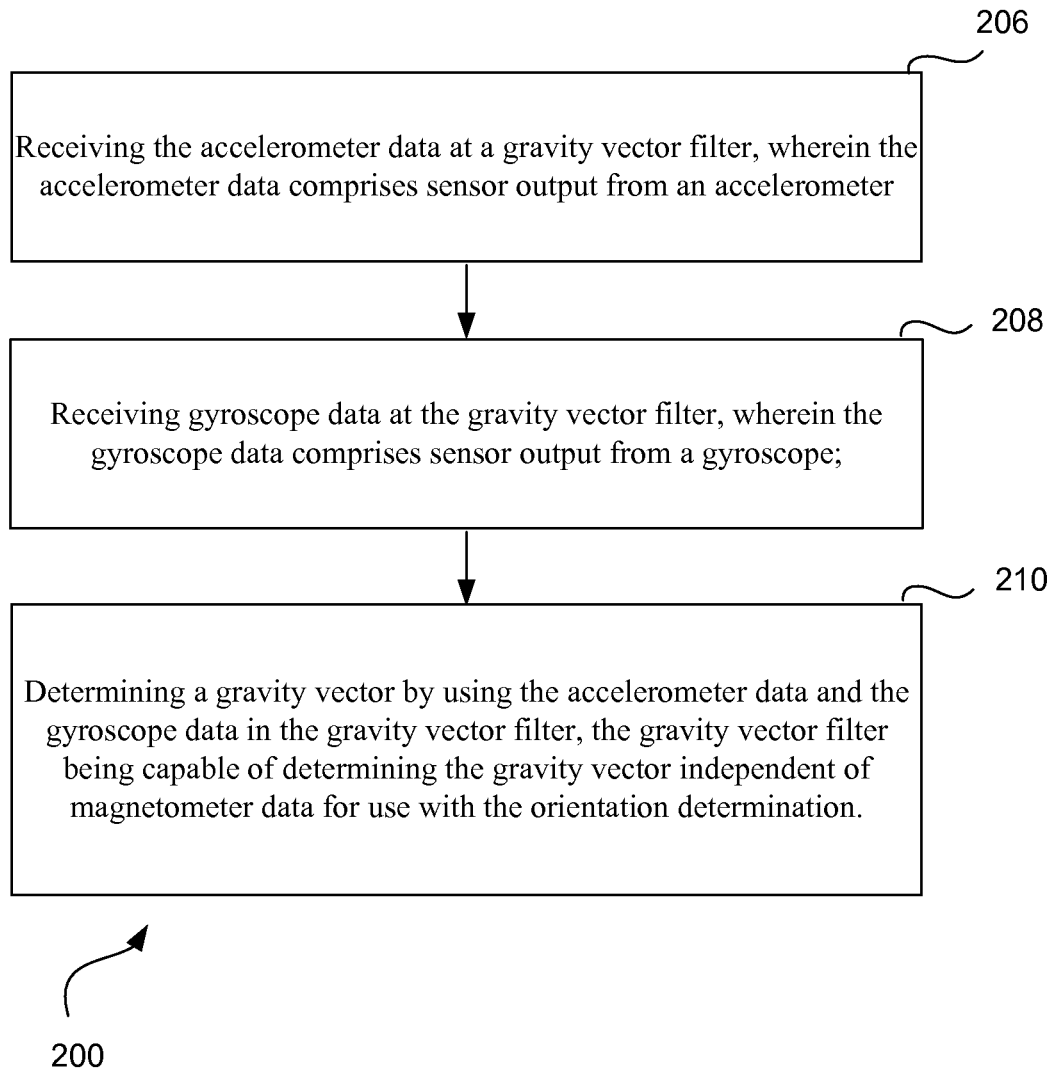 206
Receiving the accelerometer data at a gravity vector filter, wherein the
accelerometer data comprises sensor output from an accelerometer
208
Receiving gyroscope data at the gravity vector filter, wherein the
gyroscope data comprises sensor output from a gyroscope;
210
Determining a gravity vector by using the accelerometer data and the
gyroscope data in the gravity vector filter, the gravity vector filter
being capable of determining the gravity vector independent of
magnetometer data for use with the orientation determination.
200